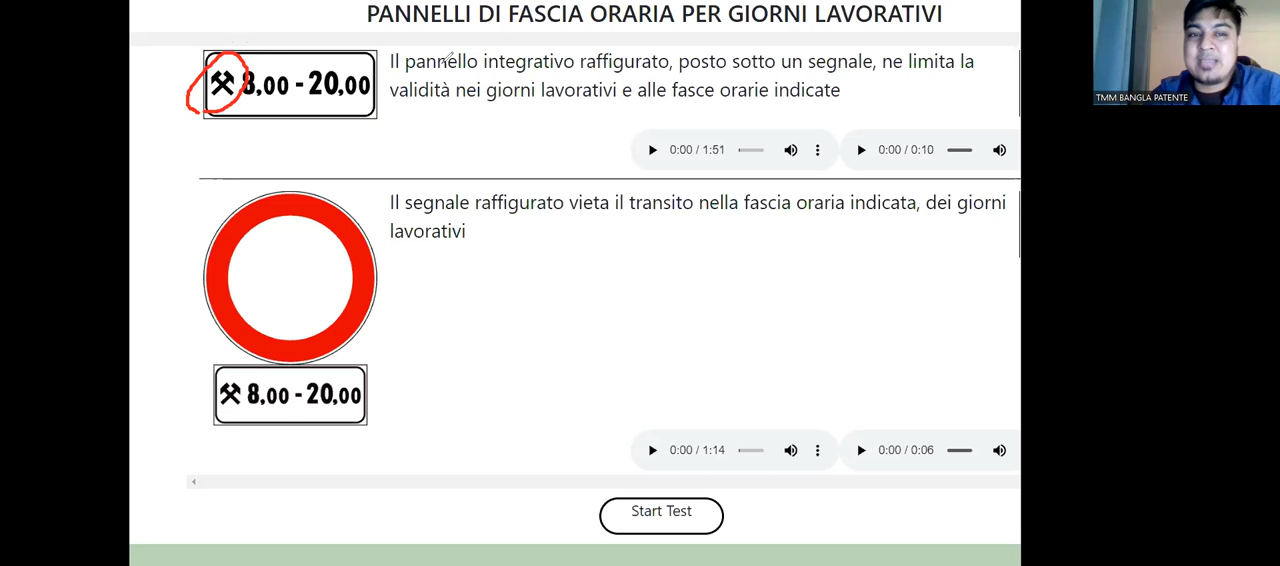 PANNELLI DI FASCIA ORARIA PER GIORNI LAVORATIVI
8,00 - 20,00
Il pannello integrativo raffigurato, posto sotto un segnale, ne limita la
validità nei giorni lavorativi e alle fasce orarie indicate
0:00 / 1:51
0:00 / 0:10
Il segnale raffigurato vieta il transito nella fascia oraria indicata, dei giorni
lavorativi
8,00 - 20,00
0:00 / 1:14
0:00 / 0:06
Start Test
TMM BANGLA PATENTE